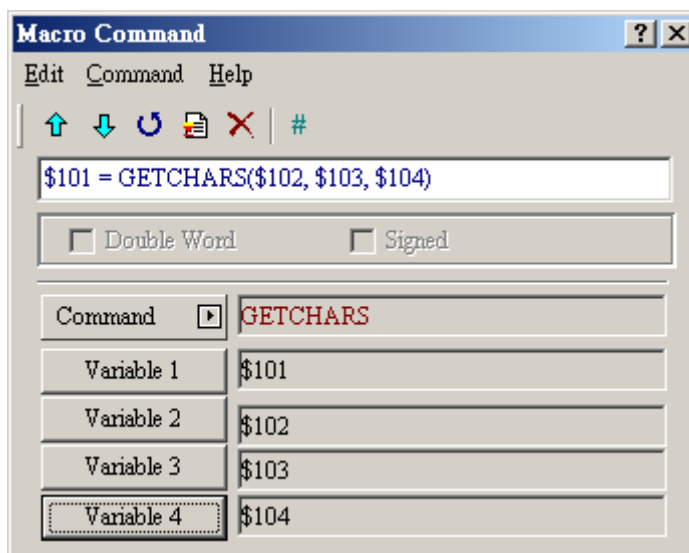 Macro Command
Edit Command Help
#
$101 = GETCHARS($102, $103, $104)
Double Word Signed
Command GETCHARS
Variable 1 $101
Variable 2 $102
Variable 3 $103
Variable 4 $104